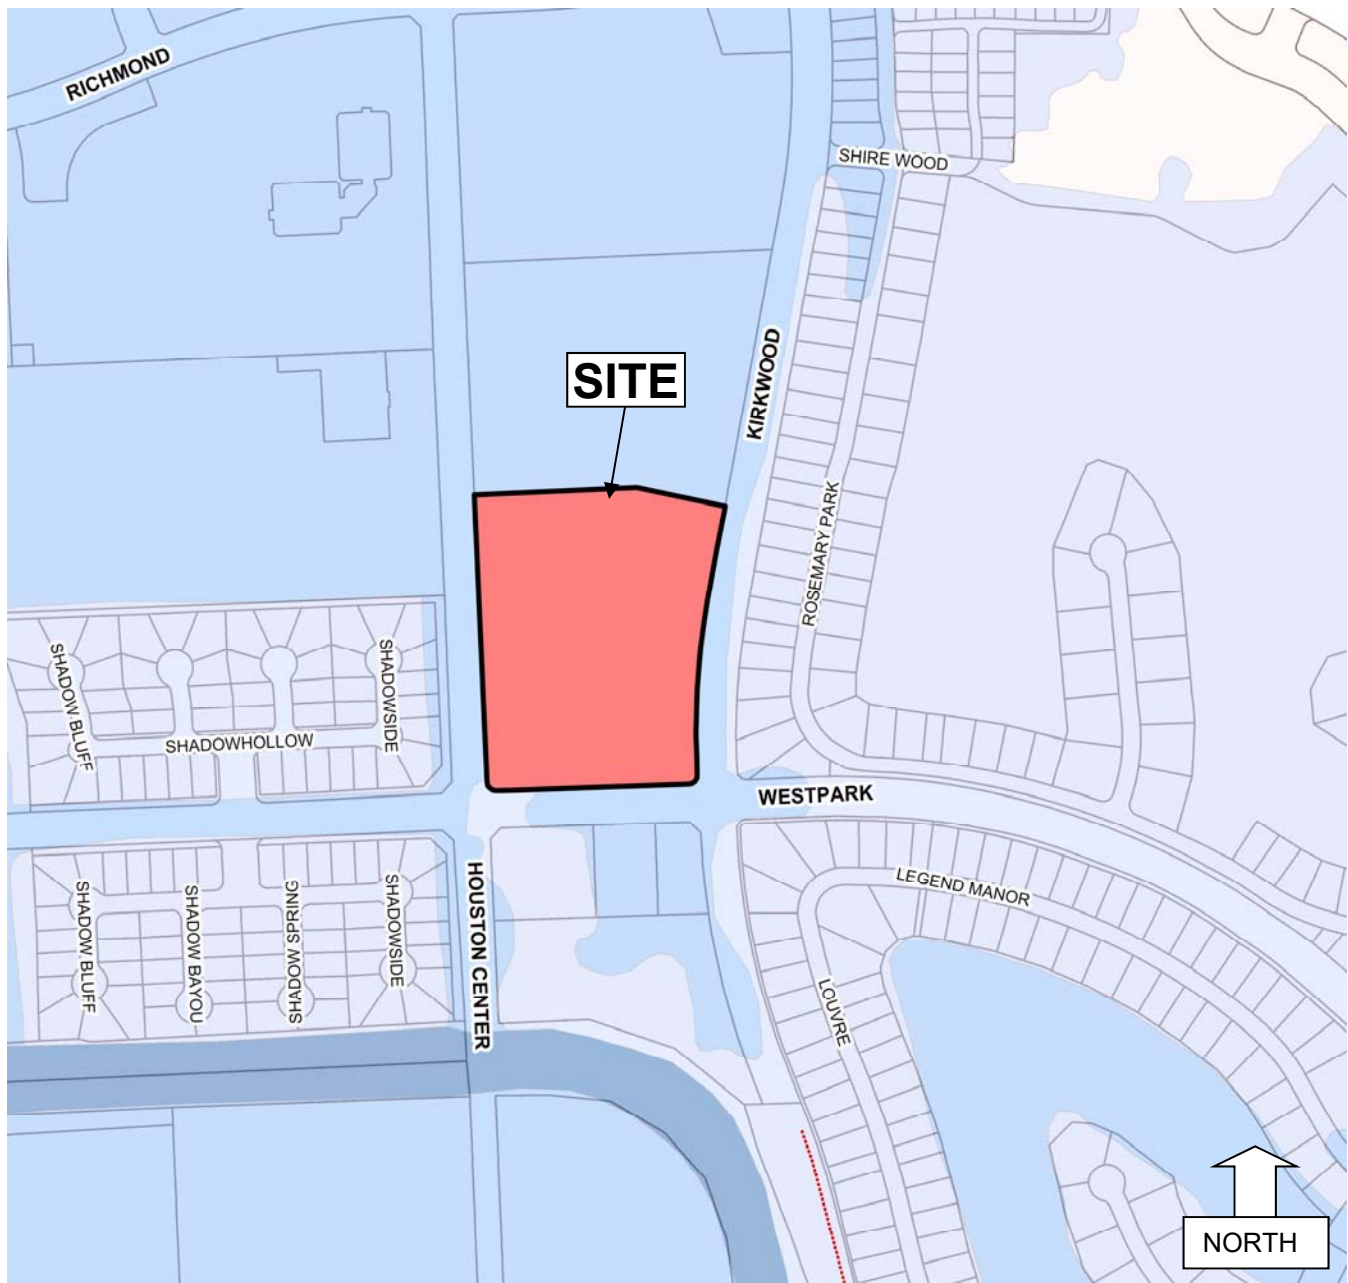 RICHMOND
SHIRE WOOD
SITE
KIRKWOOD
ROSEMARY PARK
SHADOW BLUFF
SHADOWSIDE
SHADOWHOLLOW
WESTPARK
HOUSTON CENTER
LEGEND MANOR
SHADOW BLUFF
SHADOW BAYOU
SHADOW SPRING
SHADOWSIDE
LOUVRE
NORTH